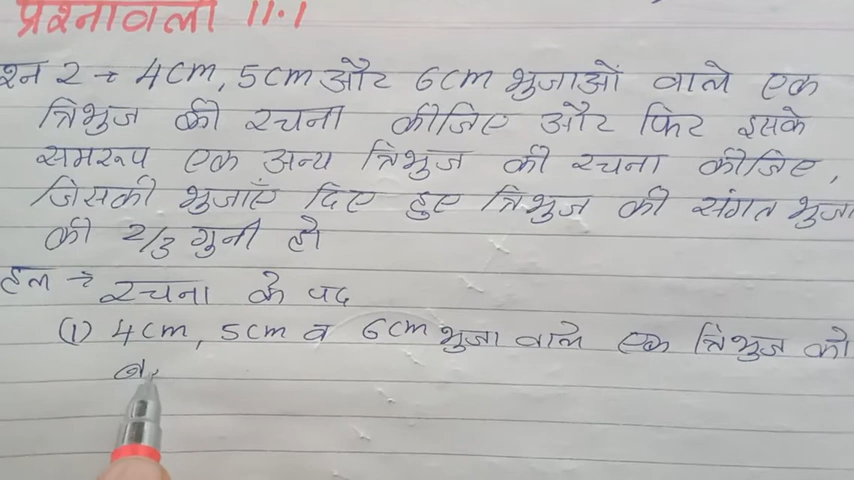 प्रश्नावली 11.1
श्न 2 → 4cm, 5cm और 6cm भुजाओं वाले एक
त्रिभुज की रचना कीजिए और फिर इसके
समरूप एक अन्य त्रिभुज की रचना कीजिए,
जिसकी भुजाएँ दिए हुए त्रिभुज की संगत भुजा
की 2/3 गुनी हो
हल → रचना के पद
(1) 4cm, 5cm व 6cm भुजा वाले एक त्रिभुज को